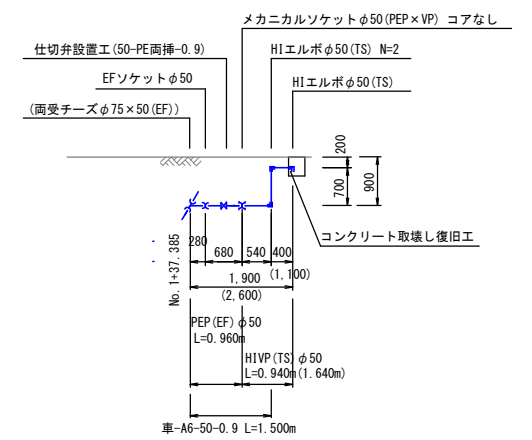 メカニカルソケットφ50(PEP×VP) コアなし
仕切弁設置工(50-PE両挿-0.9)
HIエルボφ50(TS) N=2
EFソケットφ50
HIエルボφ50(TS)
(両受チーズφ75×50(EF))
200
700
900
コンクリート取壊し復旧工
No.1+37.385
280
680
540
400
(1,100)
1,900
(2,600)
PEP(EF)φ50
L=0.960m
HIVP(TS)φ50
L=0.940m(1.640m)
車-A6-50-0.9 L=1.500m